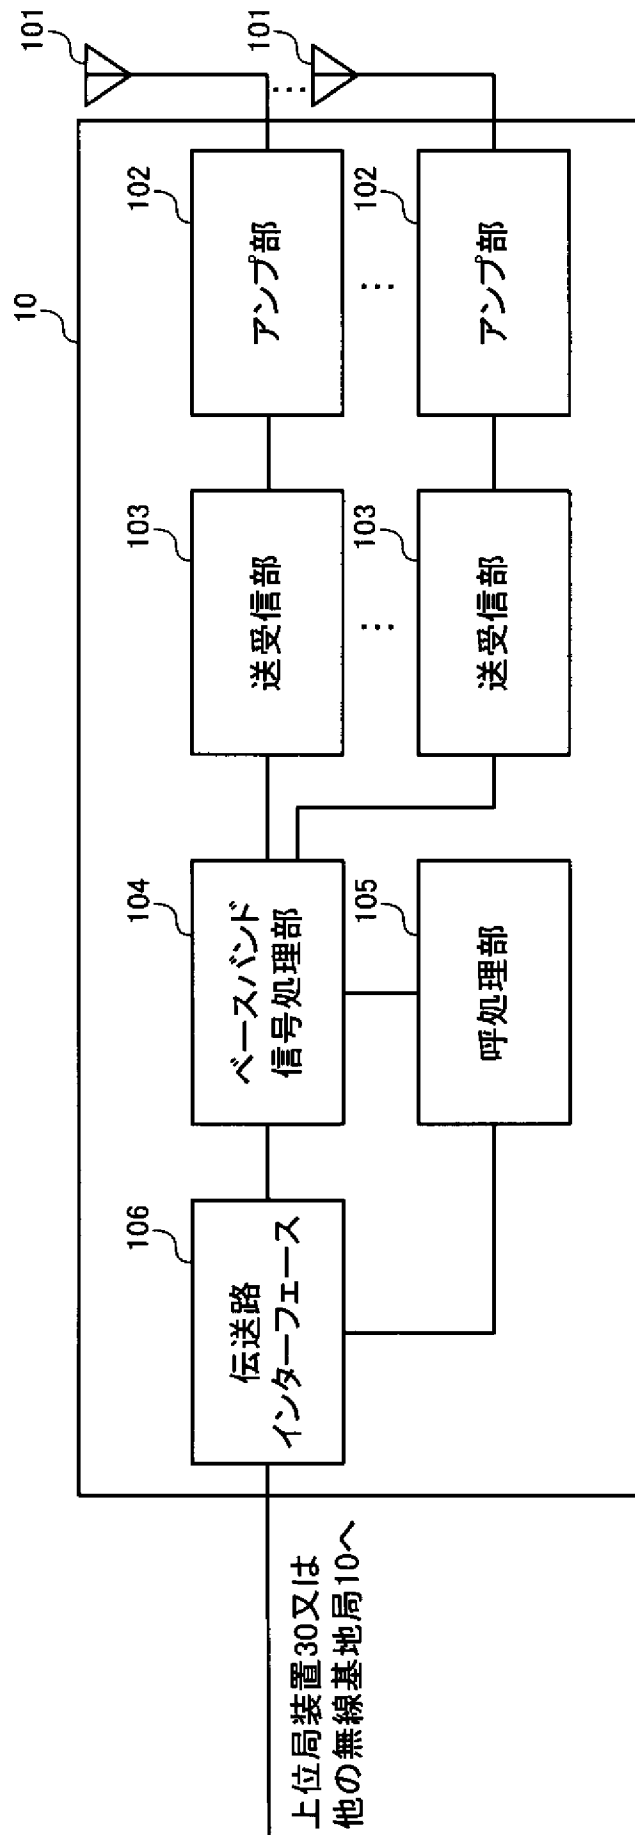 10
101
101
102
アンプ部
102
アンプ部
103
送受信部
103
送受信部
104
ベースバンド
信号処理部
105
呼処理部
106
伝送路
インターフェース
上位局装置30又は
他の無線基地局10へ